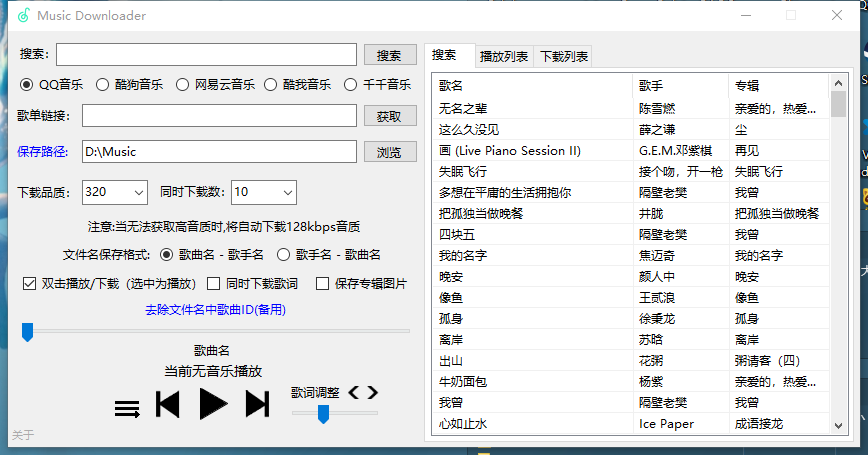 Music Downloader
搜索: 搜索
QQ音乐 酷狗音乐 网易云音乐 酷我音乐 千千音乐
歌单链接: 获取
保存路径: D:\Music 浏览
下载品质: 320 同时下载数: 10
注意:当无法获取高音质时,将自动下载128kbps音质
文件名保存格式: 歌曲名 - 歌手名 歌手名 - 歌曲名
双击播放/下载（选中为播放） 同时下载歌词 保存专辑图片
去除文件名中歌曲ID(备用)
歌曲名
当前无音乐播放
歌词调整
关于
搜索 播放列表 下载列表
歌名 歌手 专辑
无名之辈 陈雪燃 亲爱的，热爱...
这么久没见 薛之谦 尘
画 (Live Piano Session II) G.E.M.邓紫棋 再见
失眠飞行 接个吻，开一枪 失眠飞行
多想在平庸的生活拥抱你 隔壁老樊 我曾
把孤独当做晚餐 井胧 把孤独当做晚餐
四块五 隔壁老樊 我曾
我的名字 焦迈奇 我的名字
晚安 颜人中 晚安
像鱼 王贰浪 像鱼
孤身 徐秉龙 孤身
离岸 苏晗 离岸
出山 花粥 粥请客（四）
牛奶面包 杨紫 亲爱的，热爱...
我曾 隔壁老樊 我曾
心如止水 Ice Paper 成语接龙